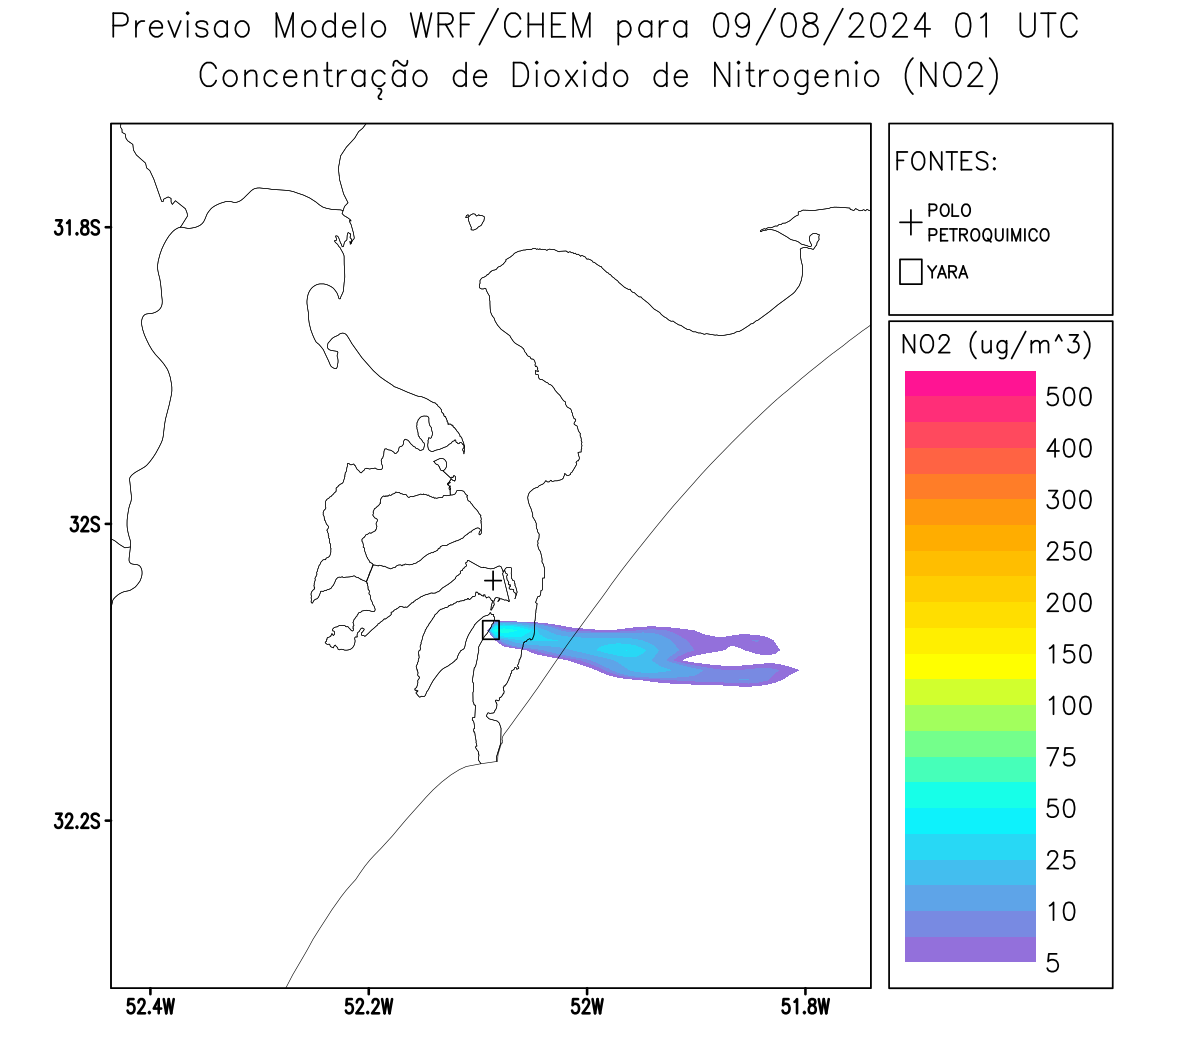 Previsao Modelo WRF/CHEM para 09/08/2024 01 UTC
Concentração de Dioxido de Nitrogenio (NO2)
FONTES:
POLO
PETROQUIMICO
YARA
NO2 (ug/m^3)
500
400
300
250
200
150
100
75
50
25
10
5
31.8S
32S
32.2S
52.4W
52.2W
52W
51.8W